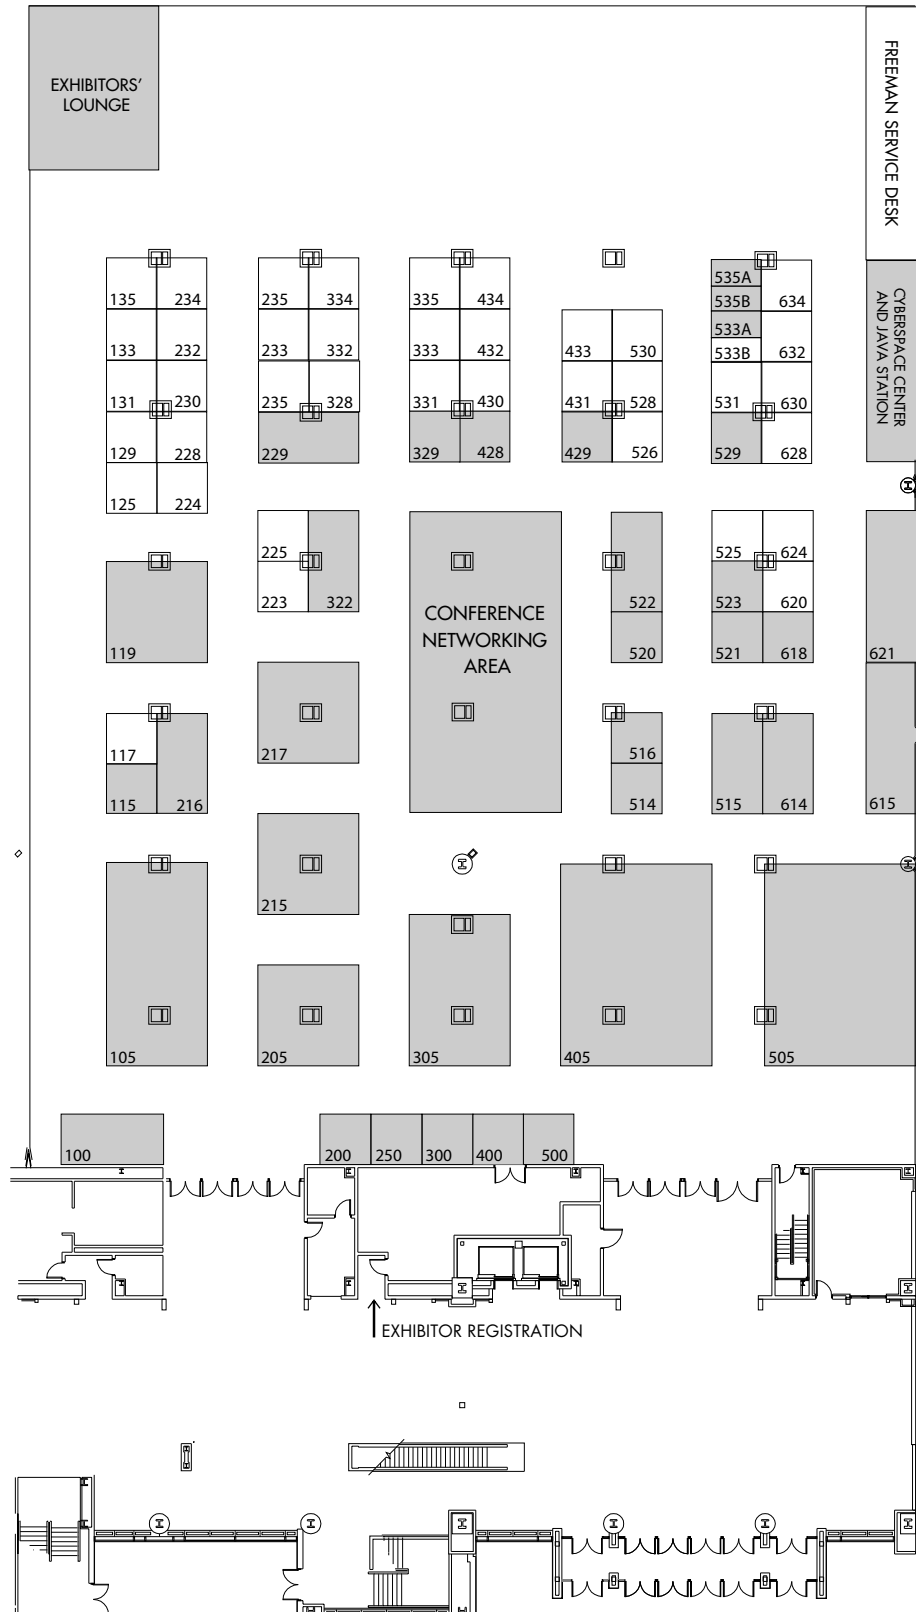 EXHIBITORS'
LOUNGE
FREEMAN SERVICE DESK
CYBERSPACE CENTER
AND JAVA STATION
135 234 235 334 335 434 535A
535B 634
133 232 233 332 333 432 433 530 533A
533B 632
131 230 235 328 331 430 431 528 531 630
129 228 229 329 428 429 526 529 628
125 224
225 525 624
223 322 522 523 620
CONFERENCE
NETWORKING
AREA
119 520 521 618 621
117 217 516
115 216 514 515 614 615
215
105 205 305 405 505
100 200 250 300 400 500
EXHIBITOR REGISTRATION